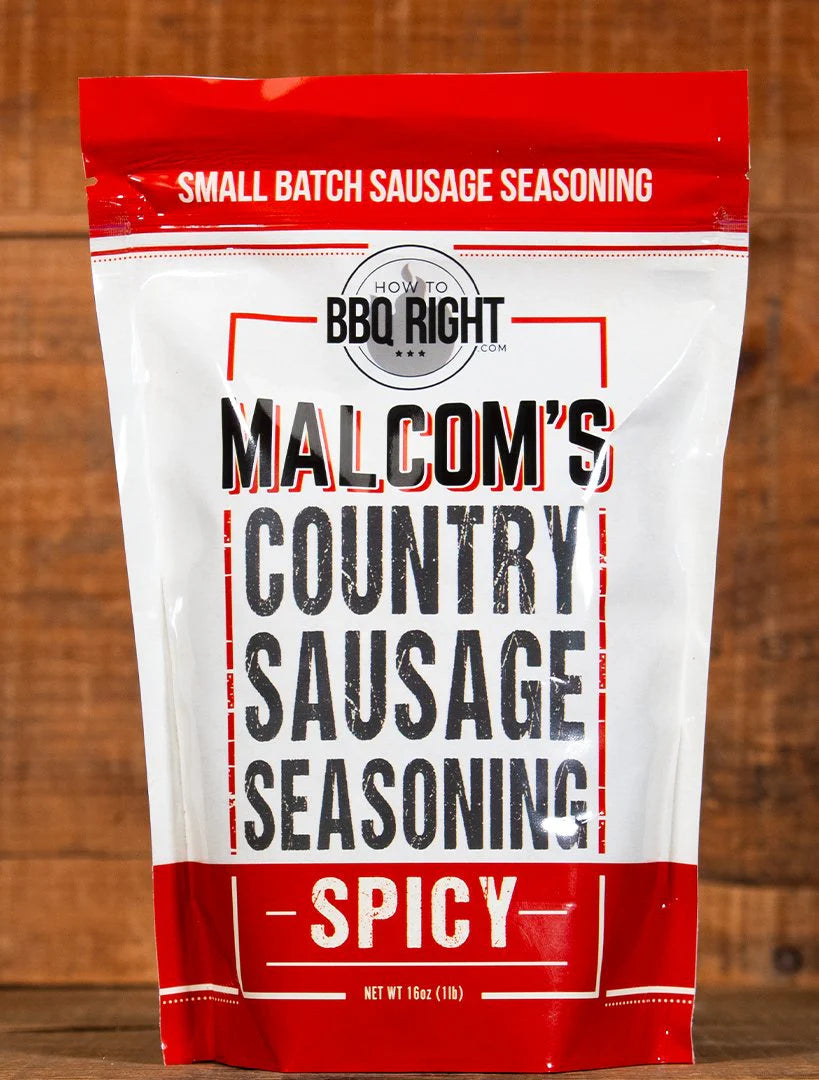 SMALL BATCH SAUSAGE SEASONING
HOW TO
BBQ RIGHT
.COM
MALCOM'S
COUNTRY
SAUSAGE
SEASONING
SPICY
NET WT 16oz (1lb)